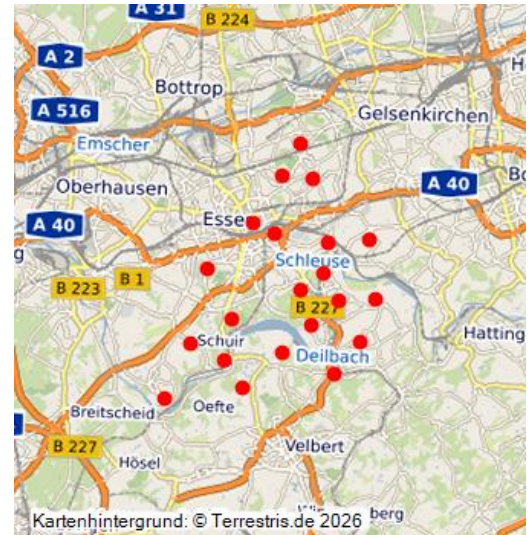 A 31
B 224
A 2
Bottrop
A 516
Gelsenkirchen
Emscher
Oberhausen
A 40
A 40
Esse
Schleuse
B 1
B 223
B 227
Hatting
Schuir
Deilbach
Breitscheid
Oefte
B 227
Velbert
Hösel
berg
Kartenhintergrund: © Terrestris.de 2026